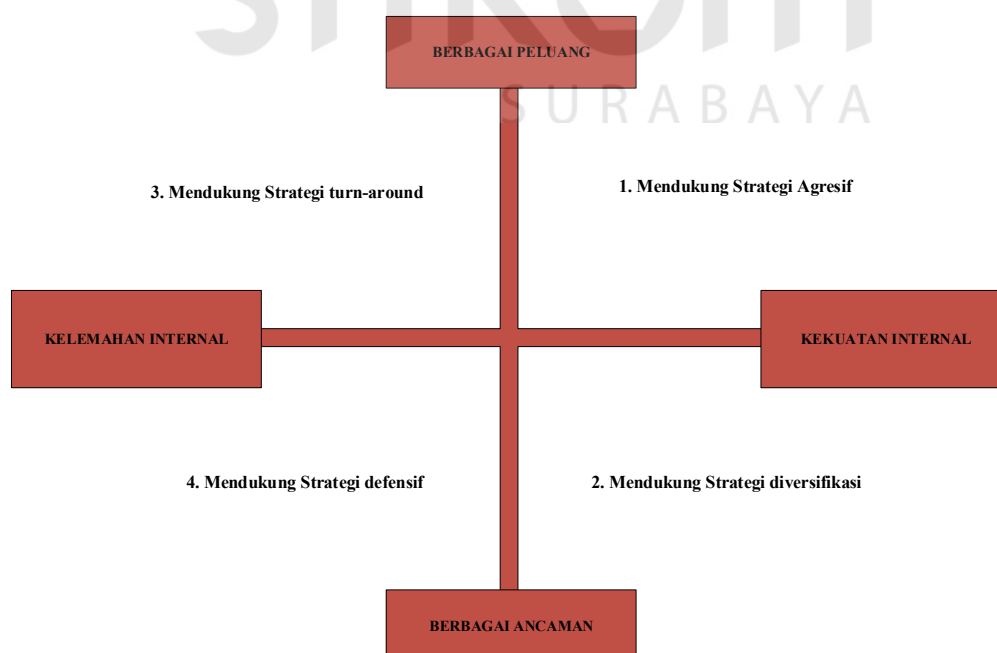 BERBAGAI PELUANG
SURABAYA
3. Mendukung Strategi turn-around
1. Mendukung Strategi Agresif
KELEMAHAN INTERNAL
KEKUATAN INTERNAL
4. Mendukung Strategi defensif
2. Mendukung Strategi diversifikasi
BERBAGAI ANCAMAN